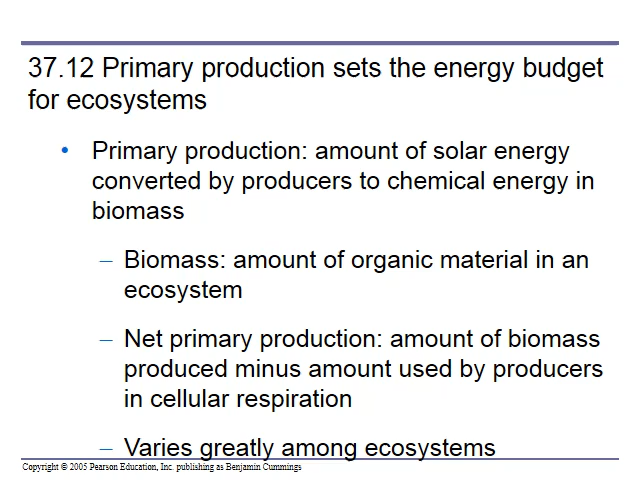 37.12 Primary production sets the energy budget
for ecosystems
• Primary production: amount of solar energy
converted by producers to chemical energy in
biomass
– Biomass: amount of organic material in an
ecosystem
– Net primary production: amount of biomass
produced minus amount used by producers
in cellular respiration
– Varies greatly among ecosystems
Copyright © 2005 Pearson Education, Inc. publishing as Benjamin Cummings